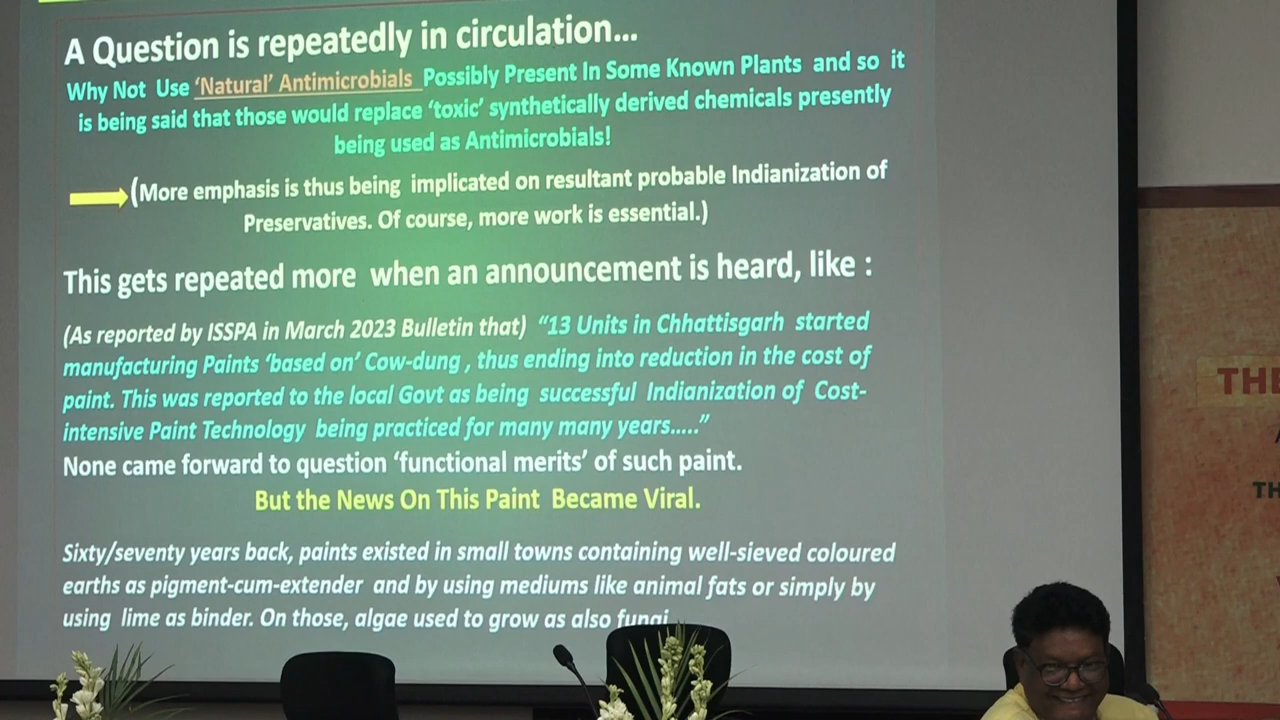 A Question is repeatedly in circulation...
Why Not Use ‘Natural’ Antimicrobials Possibly Present In Some Known Plants and so it
is being said that those would replace ‘toxic’ synthetically derived chemicals presently
being used as Antimicrobials!
(More emphasis is thus being implicated on resultant probable Indianization of
Preservatives. Of course, more work is essential.)
This gets repeated more when an announcement is heard, like :
(As reported by ISSPA in March 2023 Bulletin that) “13 Units in Chhattisgarh started
manufacturing Paints ‘based on’ Cow-dung , thus ending into reduction in the cost of
paint. This was reported to the local Govt as being successful Indianization of Cost-
intensive Paint Technology being practiced for many many years.....”
None came forward to question ‘functional merits’ of such paint.
But the News On This Paint Became Viral.
Sixty/seventy years back, paints existed in small towns containing well-sieved coloured
earths as pigment-cum-extender and by using mediums like animal fats or simply by
using lime as binder. On those, algae used to grow as also fungi
THE
TH